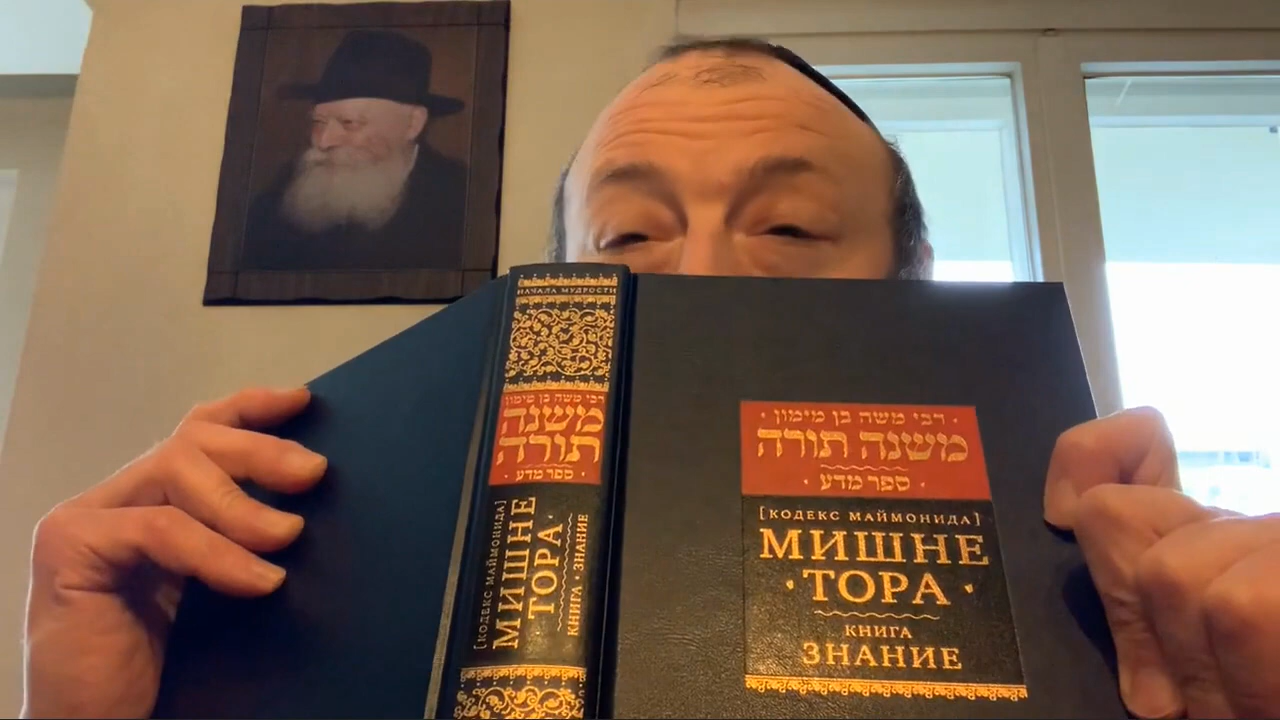 НАЧАЛА МУДРОСТИ
רבי משה בן מימון
משנה
תורה
ספר מדע
[КОДЕКС МАЙМОНИДА]
МИШНЕ
ТОРА
КНИГА · ЗНАНИЕ
· רבי משה בן מימון ·
משנה תורה
· ספר מדע ·
[КОДЕКС МАЙМОНИДА]
МИШНЕ
· ТОРА ·
КНИГА
ЗНАНИЕ